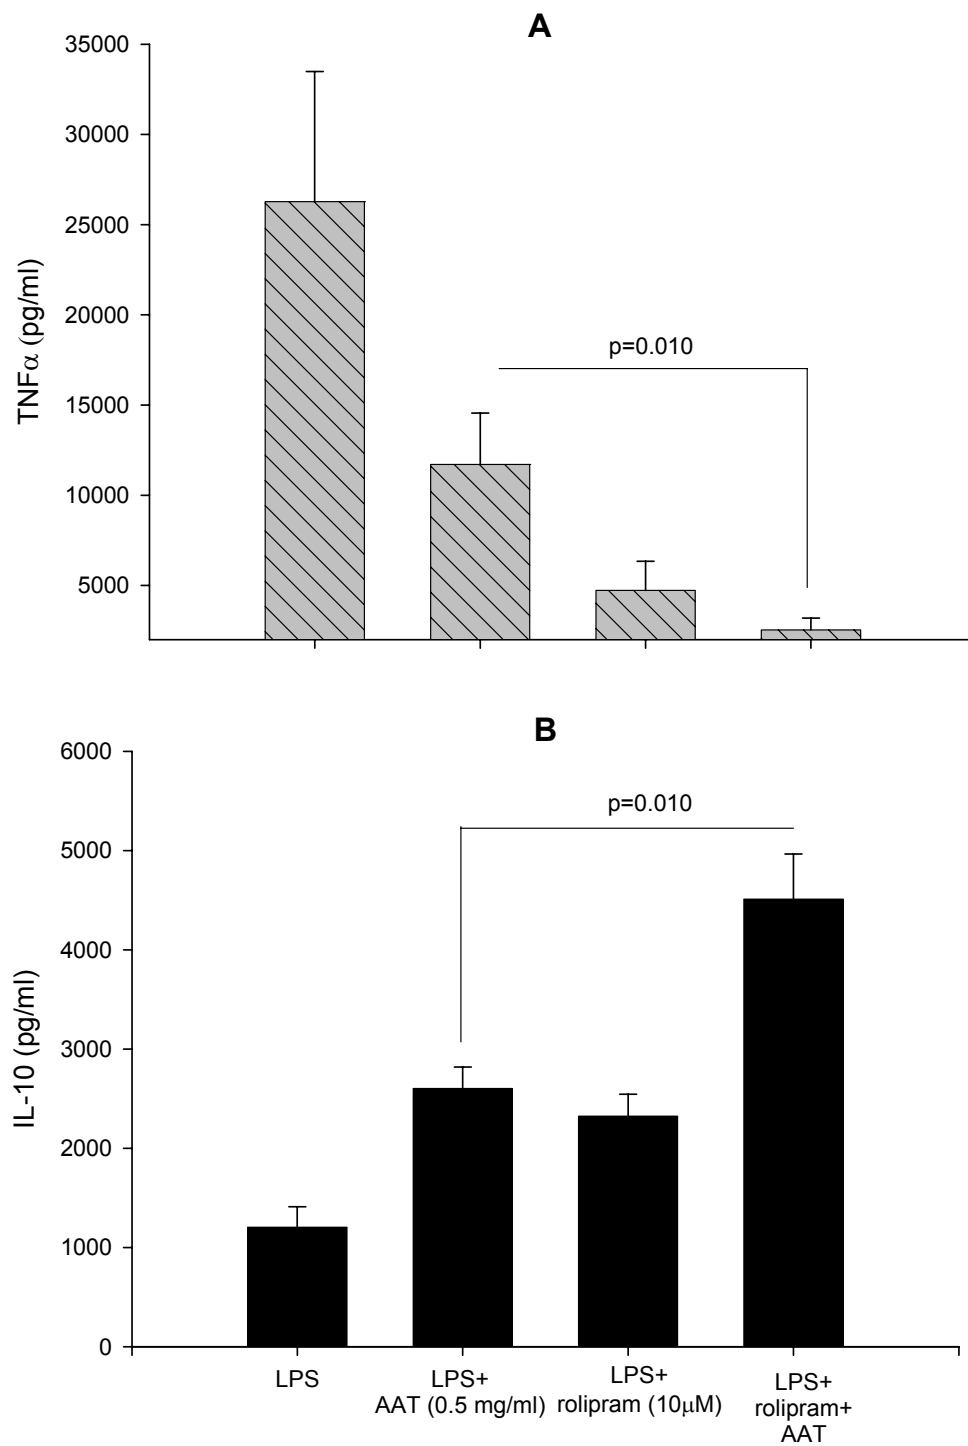 A
35000
30000
25000
20000
15000
10000
5000
TNFα (pg/ml)
p=0.010
B
6000
5000
4000
3000
2000
1000
0
IL-10 (pg/ml)
p=0.010
LPS
LPS+
AAT (0.5 mg/ml)
LPS+
rolipram (10μM)
LPS+
rolipram+
AAT